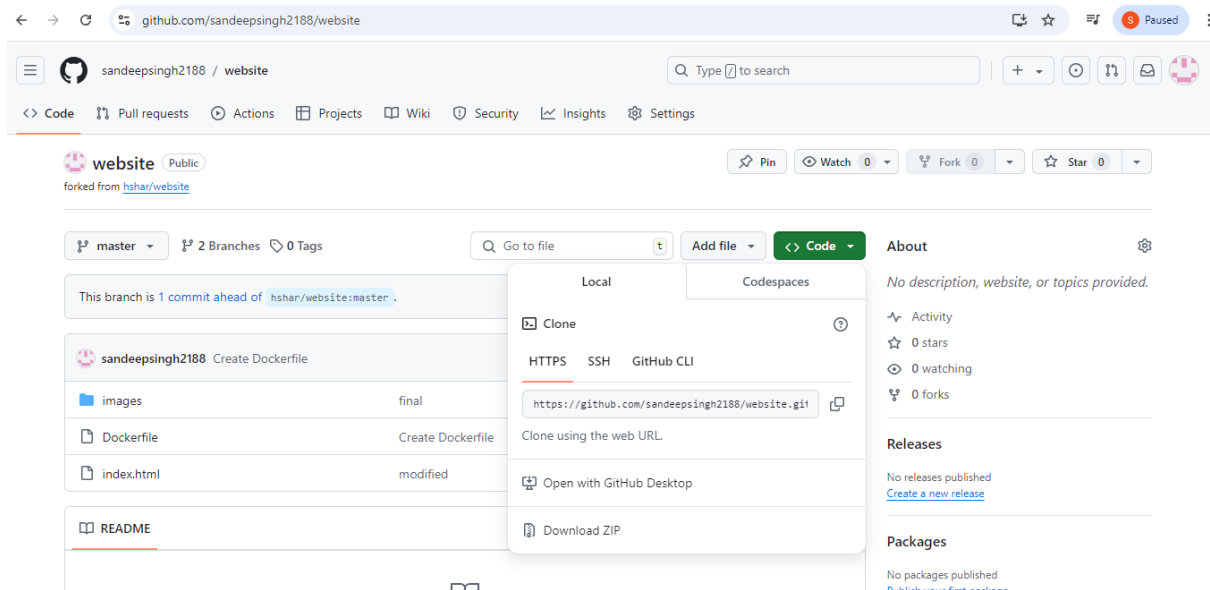 github.com/sandeepsingh2188/website S Paused
sandeepsingh2188 / website Type / to search
Code Pull requests Actions Projects Wiki Security Insights Settings
website Public Pin Watch 0 Fork 0 Star 0
forked from hshar/website
master 2 Branches 0 Tags Go to file t Add file Code About
Local Codespaces No description, website, or topics provided.
This branch is 1 commit ahead of hshar/website:master .
Clone Activity
0 stars
sandeepsingh2188 Create Dockerfile HTTPS SSH GitHub CLI 0 watching
images final https://github.com/sandeepsingh2188/website.git 0 forks
Dockerfile Create Dockerfile Clone using the web URL. Releases
index.html modified Open with GitHub Desktop No releases published
Create a new release
README Download ZIP
Packages
No packages published
Publish your first package